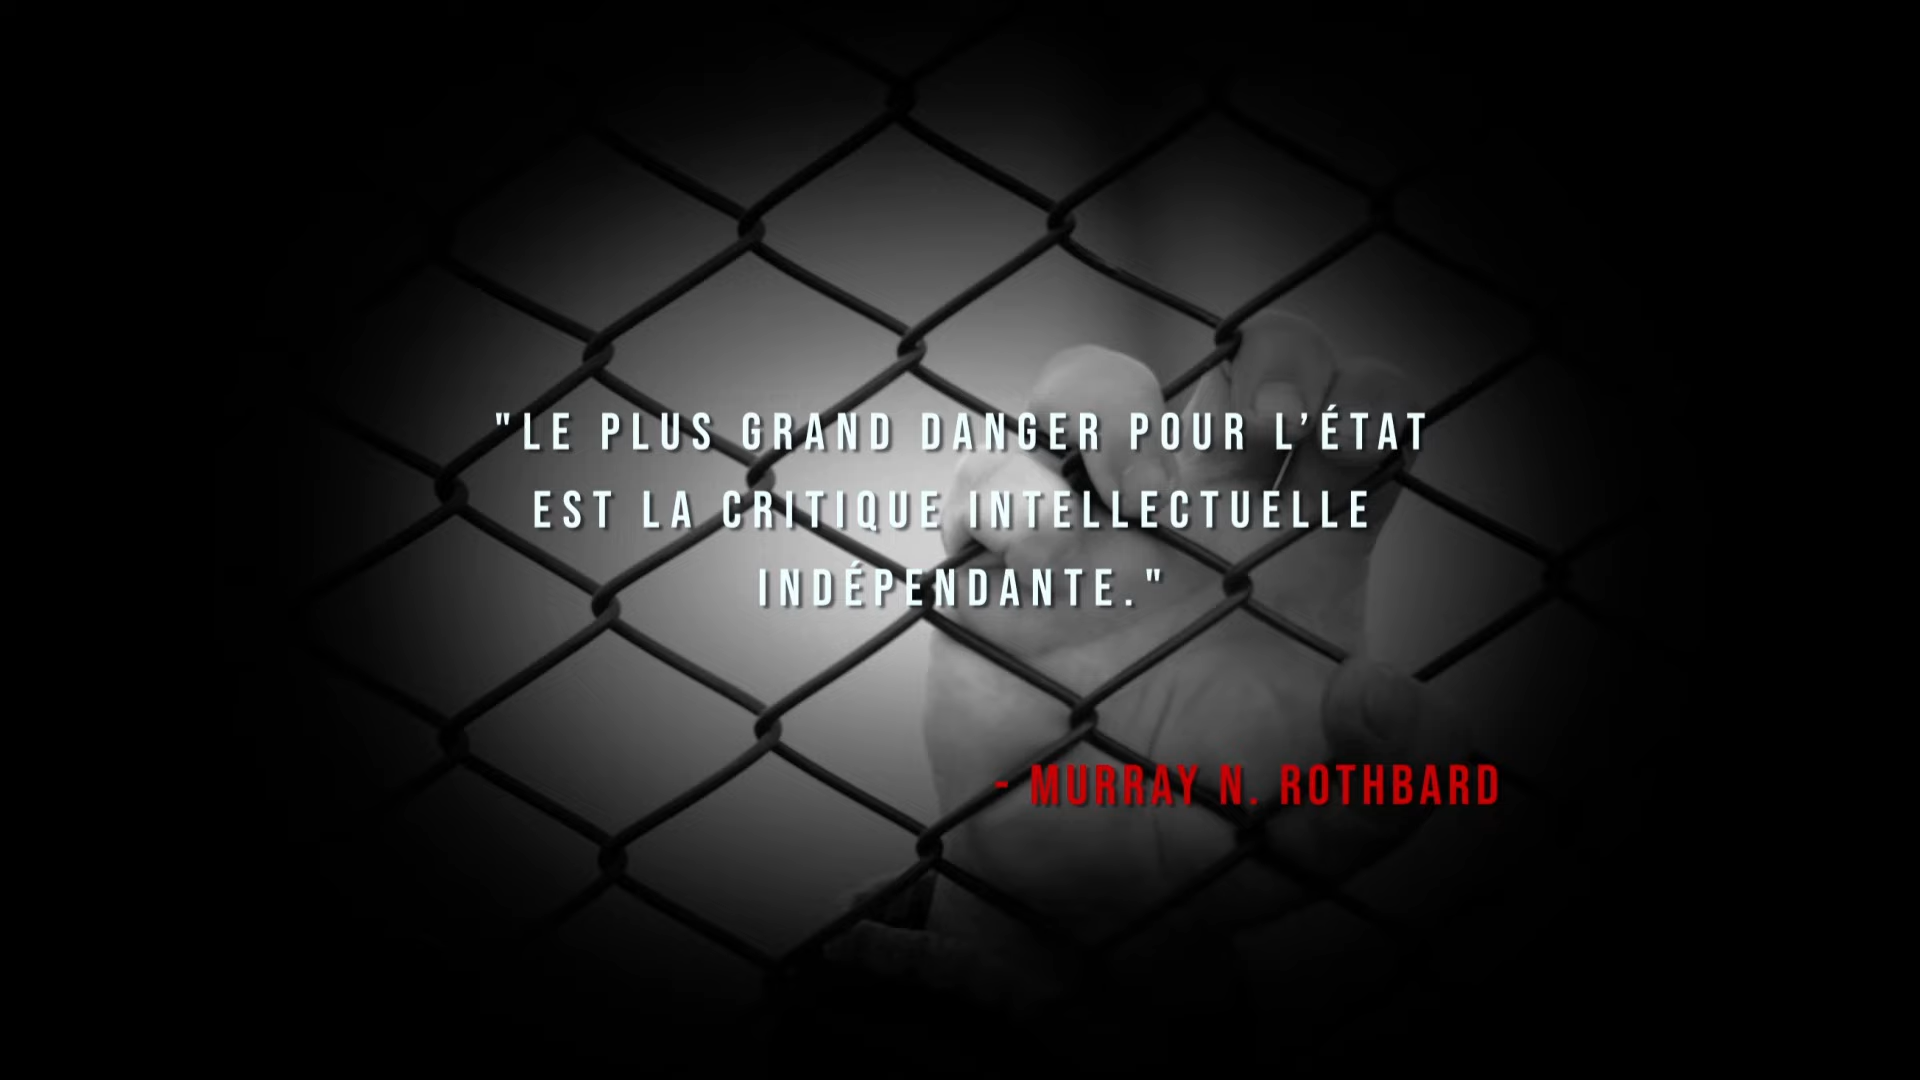 "LE PLUS GRAND DANGER POUR L’ÉTAT
EST LA CRITIQUE INTELLECTUELLE
INDÉPENDANTE."
- MURRAY N. ROTHBARD